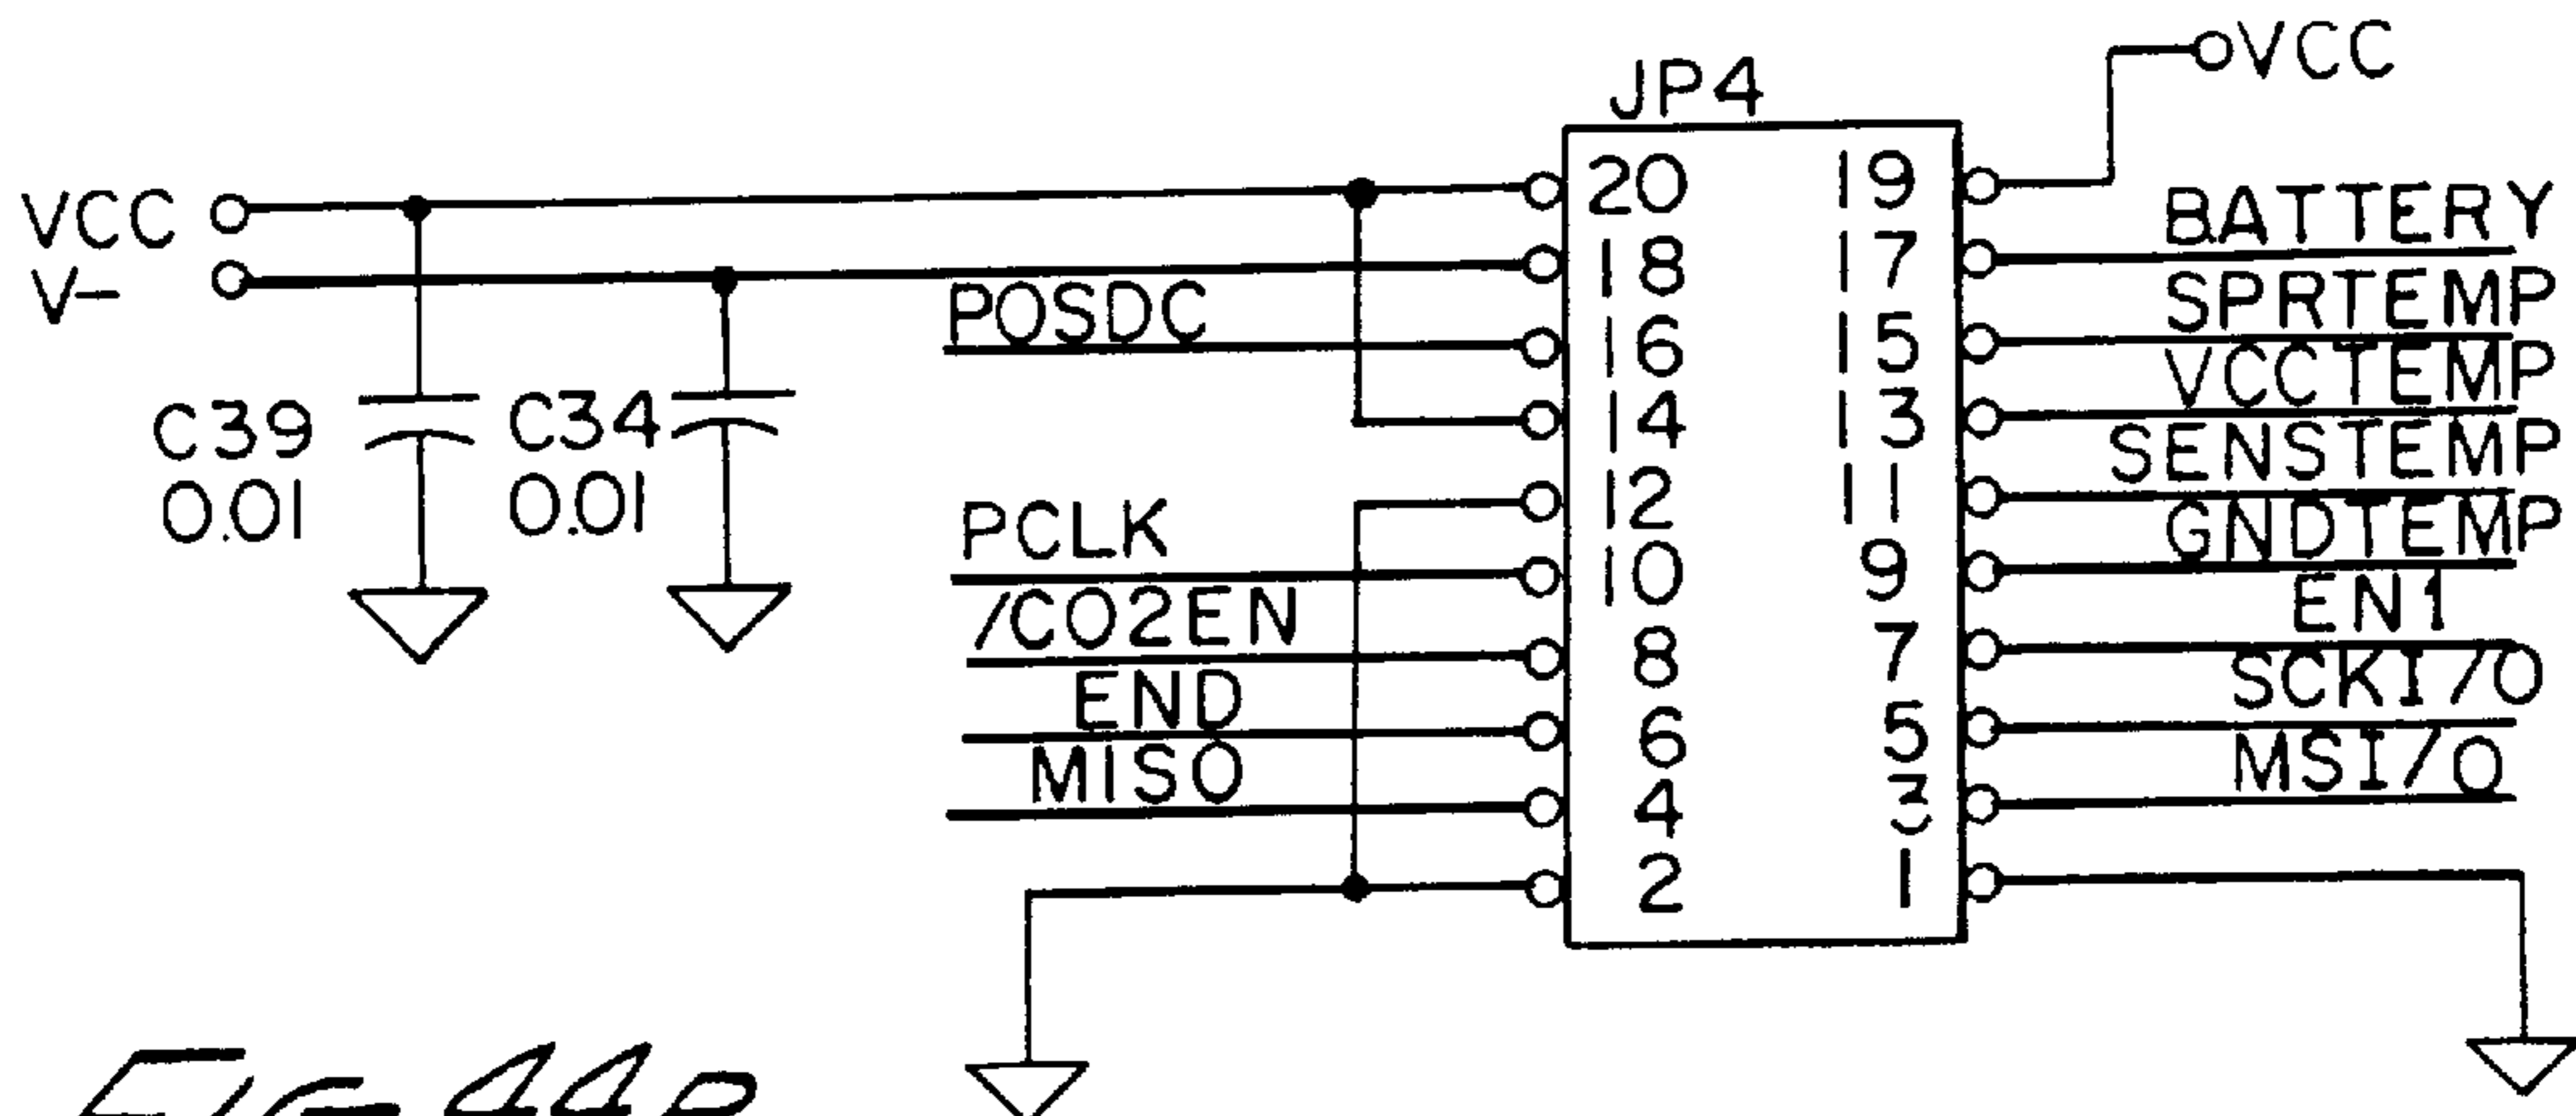 VCC
JP4
VCC
V-
20 19
18 17
16 15
14 13
12 11
10 9
8 7
6 5
4 3
2 1
POSDC
PCLK
/CO2EN
END
MISO
BATTERY
SPRTEMP
VCCTEMP
SENSTEMP
GNDTEMP
EN1
SCKI/O
MSI/O
C39
0.01
C34
0.01